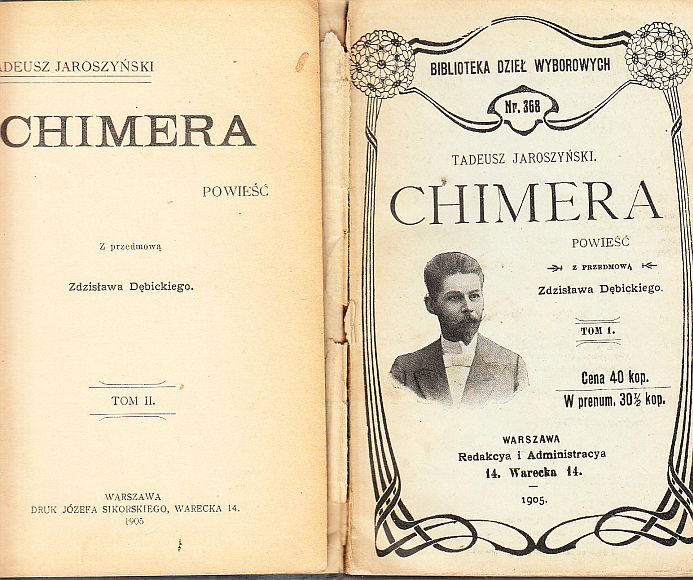 ADEUSZ JAROSZYŃSKI
CHIMERA
POWIEŚĆ
Z przedmową
Zdzisława Dębickiego.
TOM II.
WARSZAWA
DRUK JÓZEFA SIKORSKIEGO, WARECKA 14.
1905
BIBLIOTEKA DZIEŁ WYBOROWYCH
Nr. 368
TADEUSZ JAROSZYŃSKI.
CHIMERA
POWIEŚĆ
Z PRZEDMOWĄ
Zdzisława Dębickiego.
TOM I.
Cena 40 kop.
W prenum, 30½ kop.
WARSZAWA
Redakcya i Administracya
14. Warecka 14.
1905.